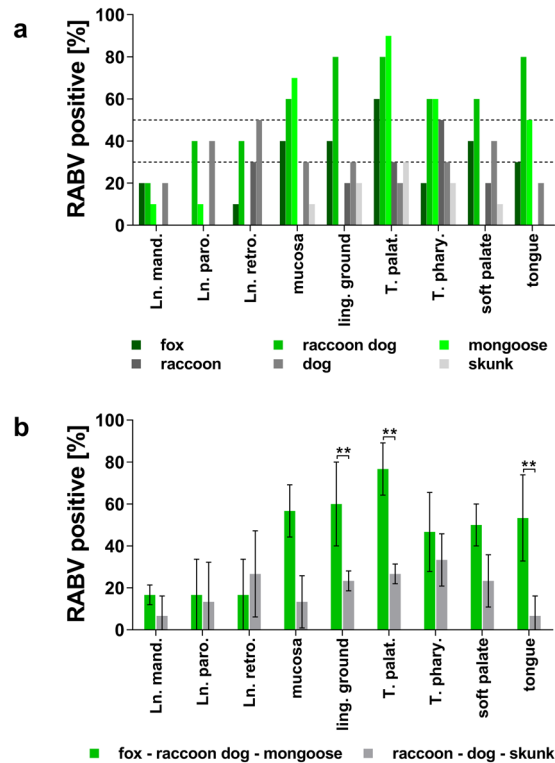 a
RABV positive [%]
100
80
60
40
20
0
Ln. mand.
Ln. paro.
Ln. retro.
mucosa
ling. ground
T. palat.
T. phary.
soft palate
tongue
fox raccoon dog mongoose
raccoon dog skunk
b
RABV positive [%]
100
80
60
40
20
0
** ** **
Ln. mand.
Ln. paro.
Ln. retro.
mucosa
ling. ground
T. palat.
T. phary.
soft palate
tongue
fox - raccoon dog - mongoose raccoon - dog - skunk